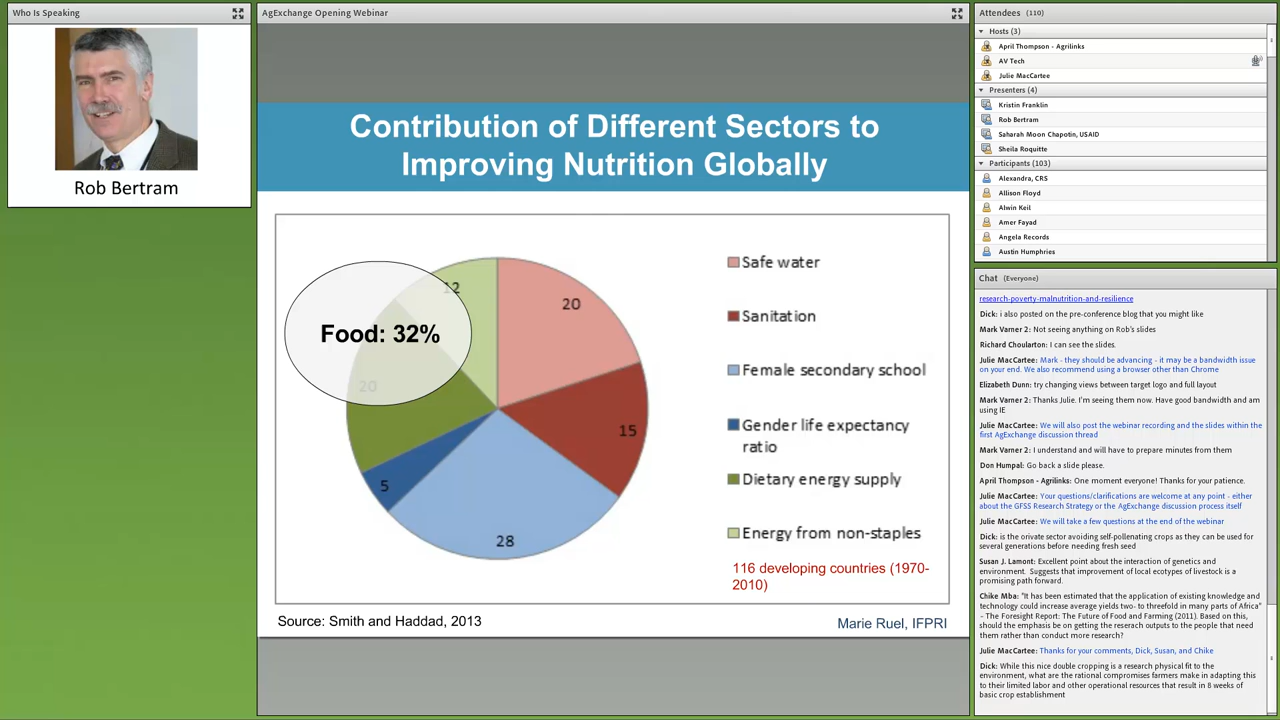 Who Is Speaking
Rob Bertram
AgExchange Opening Webinar
Contribution of Different Sectors to
Improving Nutrition Globally
12
20
Food: 32%
20
15
5
28
Safe water
Sanitation
Female secondary school
Gender life expectancy
ratio
Dietary energy supply
Energy from non-staples
116 developing countries (1970-
2010)
Source: Smith and Haddad, 2013
Marie Ruel, IFPRI
Attendees (110)
Hosts (3)
April Thompson - Agrilinks
AV Tech
Julie MacCartee
Presenters (4)
Kristin Franklin
Rob Bertram
Saharah Moon Chapotin, USAID
Sheila Roquitte
Participants (103)
Alexandra, CRS
Allison Floyd
Alwin Keil
Amer Fayad
Angela Records
Austin Humphries
Chat (Everyone)
research-poverty-malnutrition-and-resilience
Dick: i also posted on the pre-conference blog that you might like
Mark Varner 2: Not seeing anything on Rob's slides
Richard Choularton: I can see the slides.
Julie MacCartee: Mark - they should be advancing - it may be a bandwidth issue
on your end. We also recommend using a browser other than Chrome
Elizabeth Dunn: try changing views between target logo and full layout
Mark Varner 2: Thanks Julie. I'm seeing them now. Have good bandwidth and am
using IE
Julie MacCartee: We will also post the webinar recording and the slides within the
first AgExchange discussion thread
Mark Varner 2: I understand and will have to prepare minutes from them
Don Humpal: Go back a slide please.
April Thompson - Agrilinks: One moment everyone! Thanks for your patience.
Julie MacCartee: Your questions/clarifications are welcome at any point - either
about the GFSS Research Strategy or the AgExchange discussion process itself
Julie MacCartee: We will take a few questions at the end of the webinar
Dick: is the orivate sector avoiding self-pollenating crops as they can be used for
several generations before needing fresh seed
Susan J. Lamont: Excellent point about the interaction of genetics and
environment. Suggests that improvement of local ecotypes of livestock is a
promising path forward.
Chike Mba: "It has been estimated that the application of existing knowledge and
technology could increase average yields two- to threefold in many parts of Africa"
- The Foresight Report: The Future of Food and Farming (2011). Based on this,
should the emphasis be on getting the reserach outputs to the people that need
them rather than conduct more research?
Julie MacCartee: Thanks for your comments, Dick, Susan, and Chike
Dick: While this nice double cropping is a research physical fit to the
environment, what are the rational compromises farmers make in adapting this
to their limited labor and other operational resources that result in 8 weeks of
basic crop establishment